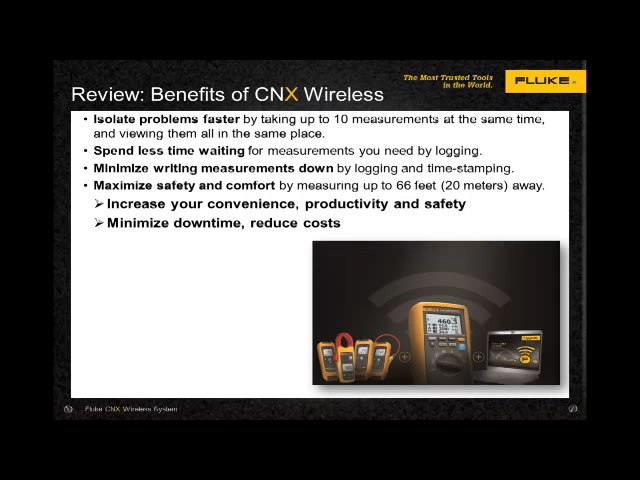 The Most Trusted Tools
in the World.
FLUKE
Review: Benefits of CNX Wireless
• Isolate problems faster by taking up to 10 measurements at the same time,
and viewing them all in the same place.
• Spend less time waiting for measurements you need by logging.
• Minimize writing measurements down by logging and time-stamping.
• Maximize safety and comfort by measuring up to 66 feet (20 meters) away.
➢ Increase your convenience, productivity and safety
➢ Minimize downtime, reduce costs
Fluke CNX Wireless System